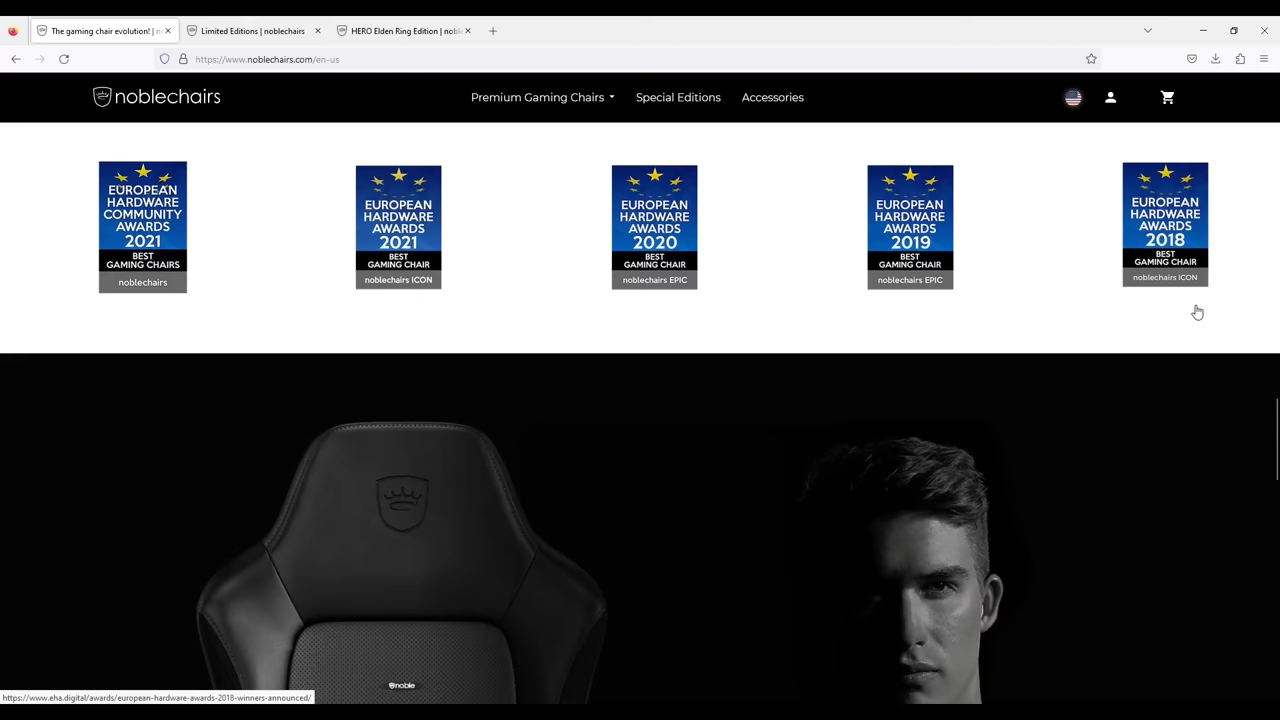 The gaming chair evolution! | n
Limited Editions | noblechairs
HERO Elden Ring Edition | nobl
https://www.noblechairs.com/en-us
noblechairs
Premium Gaming Chairs
Special Editions
Accessories
EUROPEAN
HARDWARE
COMMUNITY
AWARDS
2021
BEST
GAMING CHAIRS
noblechairs
EUROPEAN
HARDWARE
AWARDS
2021
BEST
GAMING CHAIR
noblechairs ICON
EUROPEAN
HARDWARE
AWARDS
2020
BEST
GAMING CHAIR
noblechairs EPIC
EUROPEAN
HARDWARE
AWARDS
2019
BEST
GAMING CHAIR
noblechairs EPIC
EUROPEAN
HARDWARE
AWARDS
2018
BEST
GAMING CHAIR
noblechairs ICON
noble
https://www.eha.digital/awards/european-hardware-awards-2018-winners-announced/